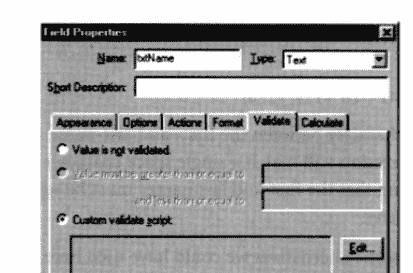 Field Properties
Name: txtName Type: Text
Short Description:
Appearance Options Actions Format Validate Calculate
Value is not validated.
Value must be greater than or equal to
and less than or equal to
Custom validate script.
Edit...